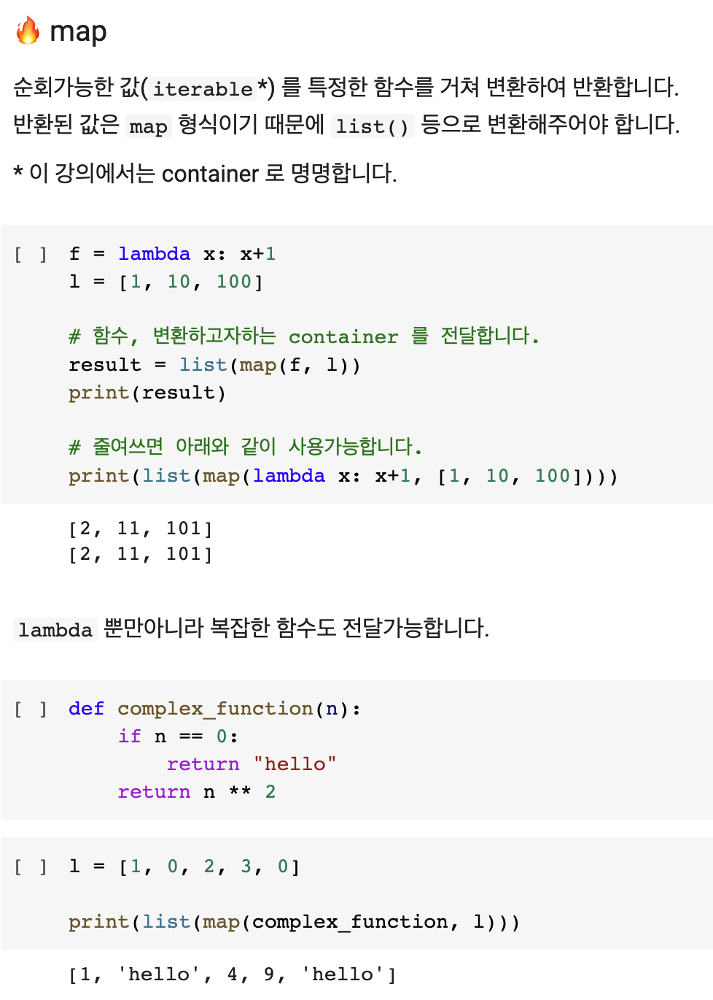 🔥 map
순회가능한 값(iterable*) 를 특정한 함수를 거쳐 변환하여 반환합니다.
반환된 값은 map 형식이기 때문에 list() 등으로 변환해주어야 합니다.
* 이 강의에서는 container 로 명명합니다.
[ ] f = lambda x: x+1
l = [1, 10, 100]
# 함수, 변환하고자하는 container 를 전달합니다.
result = list(map(f, l))
print(result)
# 줄여쓰면 아래와 같이 사용가능합니다.
print(list(map(lambda x: x+1, [1, 10, 100])))
[2, 11, 101]
[2, 11, 101]
lambda 뿐만아니라 복잡한 함수도 전달가능합니다.
[ ] def complex_function(n):
    if n == 0:
        return "hello"
    return n ** 2
[ ] l = [1, 0, 2, 3, 0]
print(list(map(complex_function, l)))
[1, 'hello', 4, 9, 'hello']